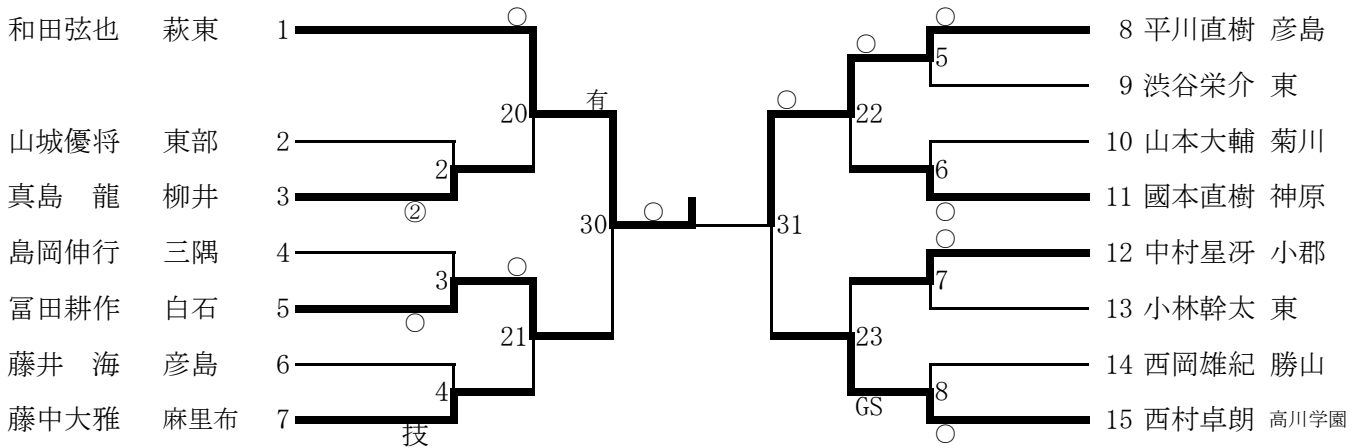 和田弦也 萩東 1
山城優将 東部 2
真島 龍 柳井 3
島岡伸行 三隅 4
冨田耕作 白石 5
藤井 海 彦島 6
藤中大雅 麻里布 7
○
20
2
②
有
30
○
3
○
○
21
4
技
○
31
○
22
○
5
6
○
○
7
23
GS
8
○
8 平川直樹 彦島
9 渋谷栄介 東
10 山本大輔 菊川
11 國本直樹 神原
12 中村星冴 小郡
13 小林幹太 東
14 西岡雄紀 勝山
15 西村卓朗 高川学園